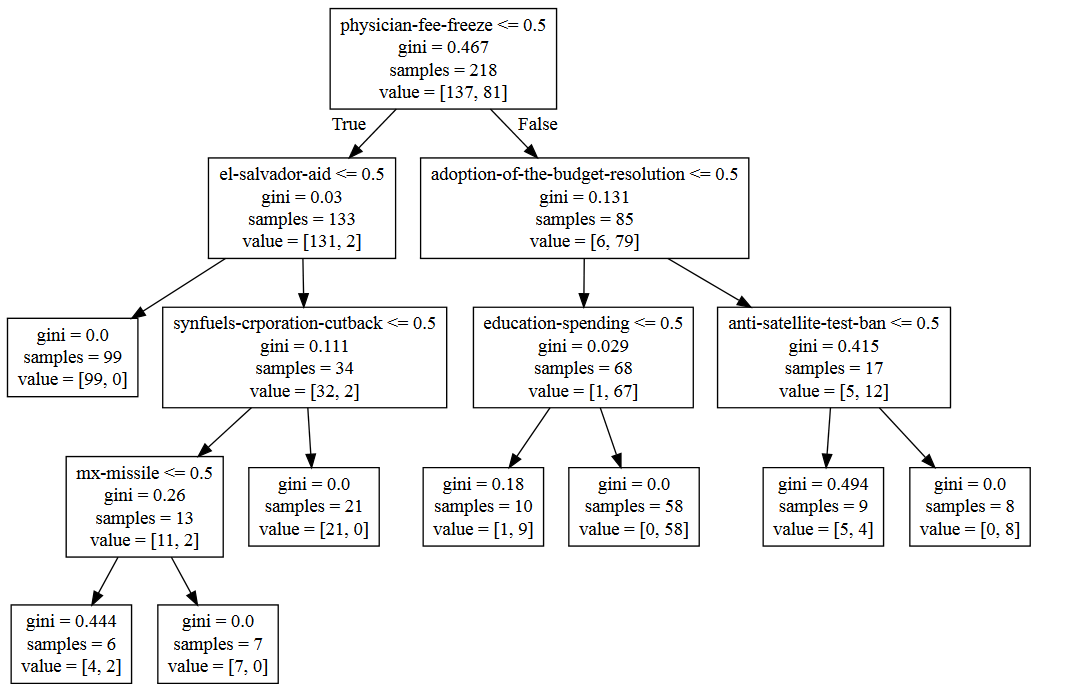 physician-fee-freeze <= 0.5
gini = 0.467
samples = 218
value = [137, 81]
True
False
el-salvador-aid <= 0.5
gini = 0.03
samples = 133
value = [131, 2]
adoption-of-the-budget-resolution <= 0.5
gini = 0.131
samples = 85
value = [6, 79]
gini = 0.0
samples = 99
value = [99, 0]
synfuels-crporation-cutback <= 0.5
gini = 0.111
samples = 34
value = [32, 2]
education-spending <= 0.5
gini = 0.029
samples = 68
value = [1, 67]
anti-satellite-test-ban <= 0.5
gini = 0.415
samples = 17
value = [5, 12]
mx-missile <= 0.5
gini = 0.26
samples = 13
value = [11, 2]
gini = 0.0
samples = 21
value = [21, 0]
gini = 0.18
samples = 10
value = [1, 9]
gini = 0.0
samples = 58
value = [0, 58]
gini = 0.494
samples = 9
value = [5, 4]
gini = 0.0
samples = 8
value = [0, 8]
gini = 0.444
samples = 6
value = [4, 2]
gini = 0.0
samples = 7
value = [7, 0]